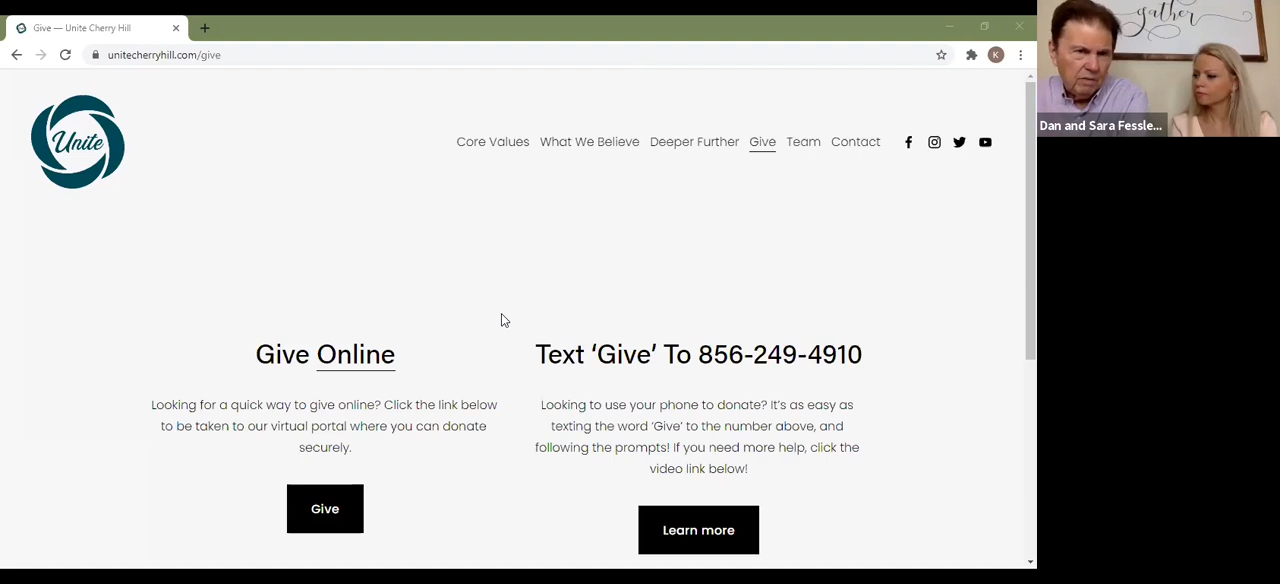 Give — Unite Cherry Hill
unitecherryhill.com/give
K
gather
Dan and Sara Fessle...
Unite
Core Values What We Believe Deeper Further Give Team Contact
Give Online
Looking for a quick way to give online? Click the link below
to be taken to our virtual portal where you can donate
securely.
Give
Text ‘Give’ To 856-249-4910
Looking to use your phone to donate? It’s as easy as
texting the word ‘Give’ to the number above, and
following the prompts! If you need more help, click the
video link below!
Learn more